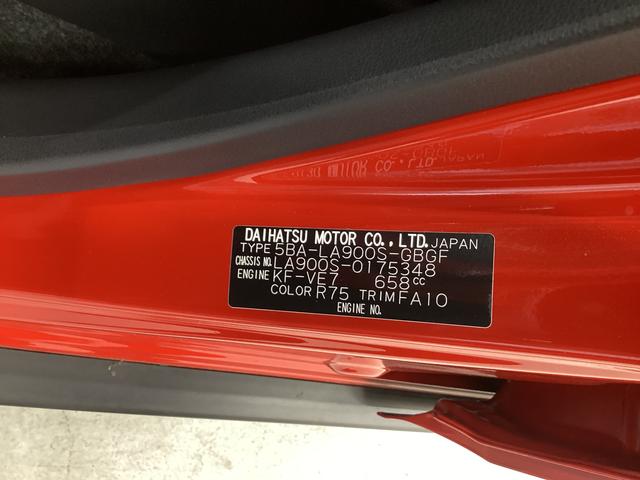 DAIHATSU MOTOR CO., LTD. JAPAN
TYPE 5BA-LA900S-GBGF
CHASSIS NO. LA900S-0175348
ENGINE KF-VE7 658cc
COLOR R75 TRIM FA10
ENGINE NO.